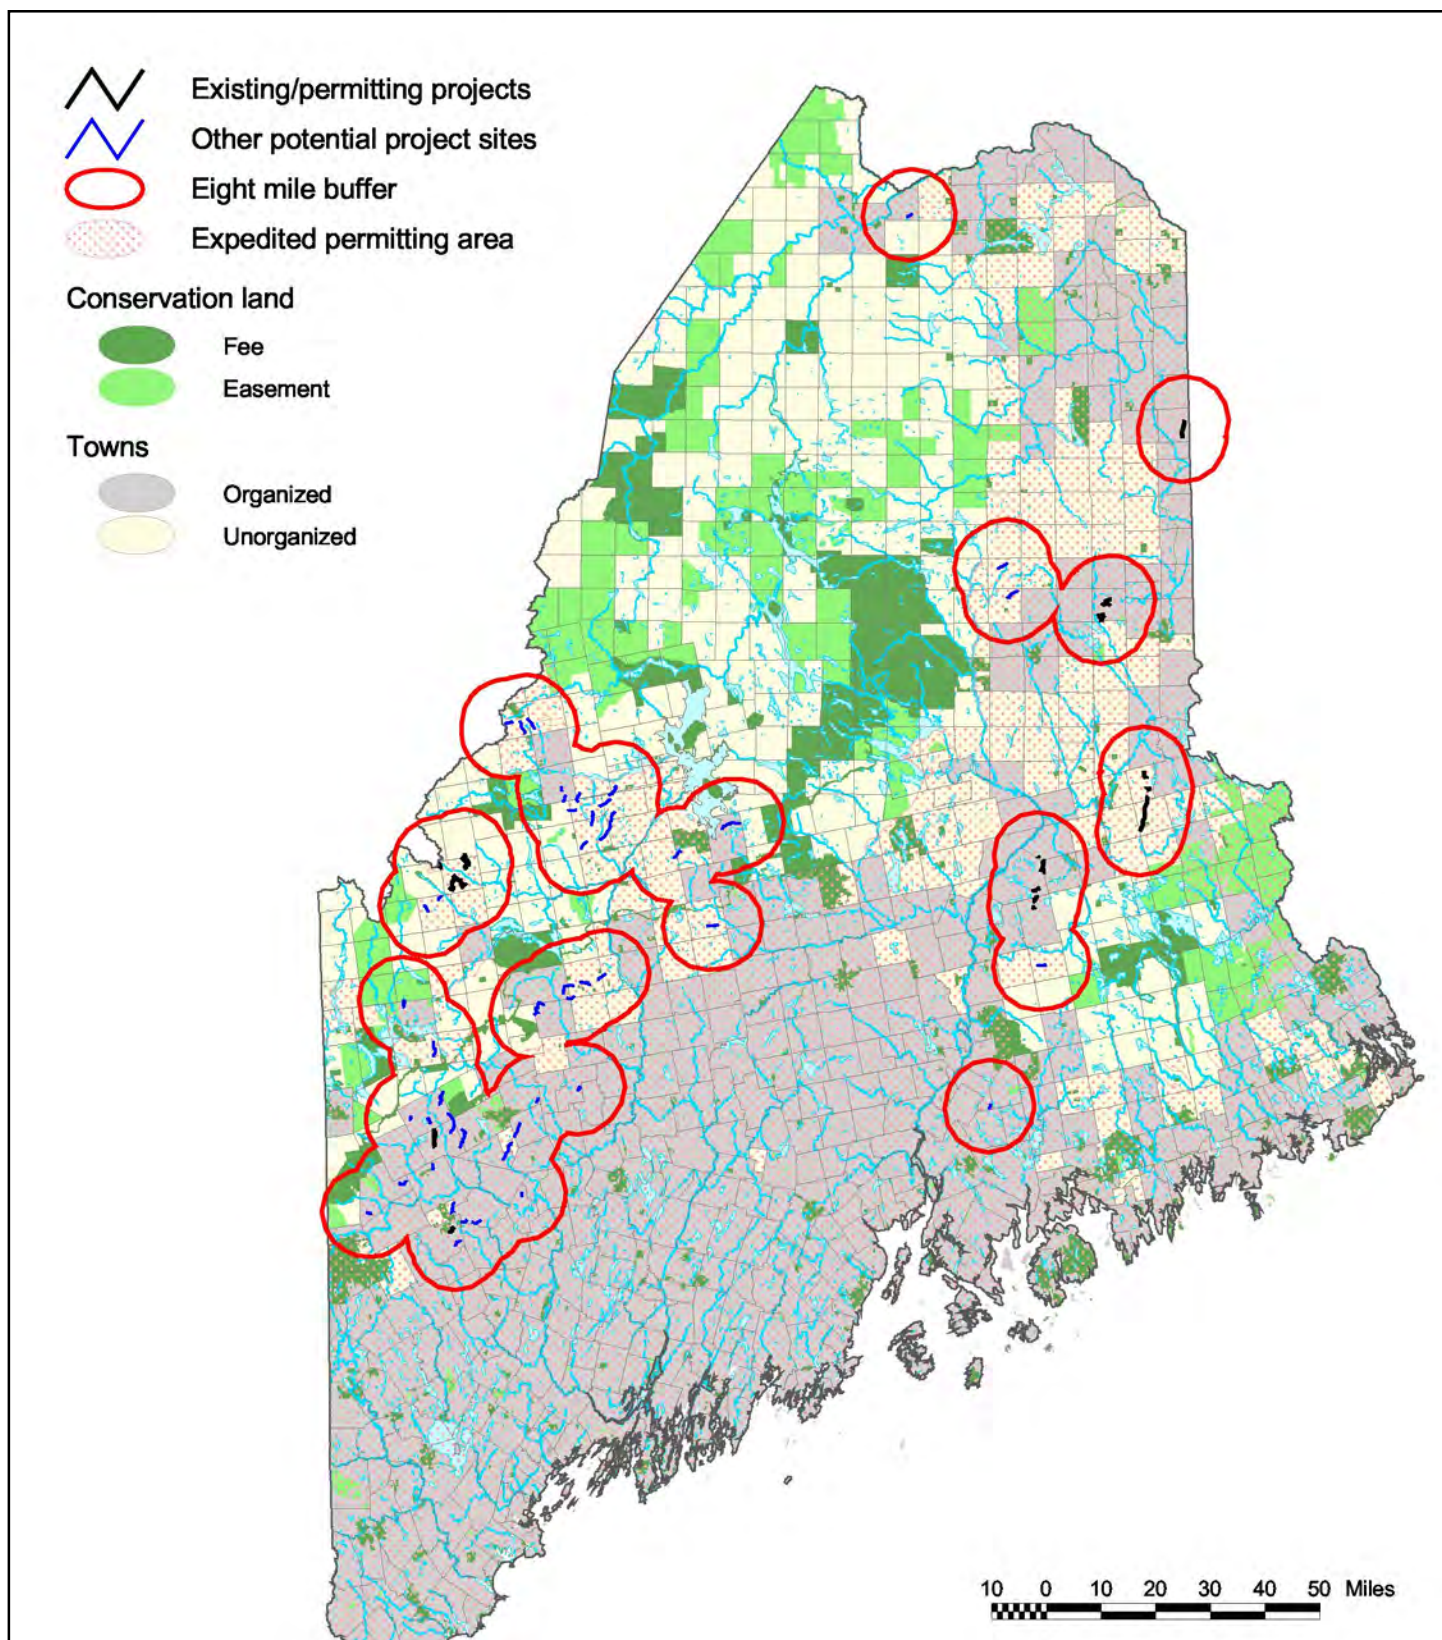 Existing/permitting projects
Other potential project sites
Eight mile buffer
Expedited permitting area
Conservation land
Fee
Easement
Towns
Organized
Unorganized
10 0 10 20 30 40 50 Miles